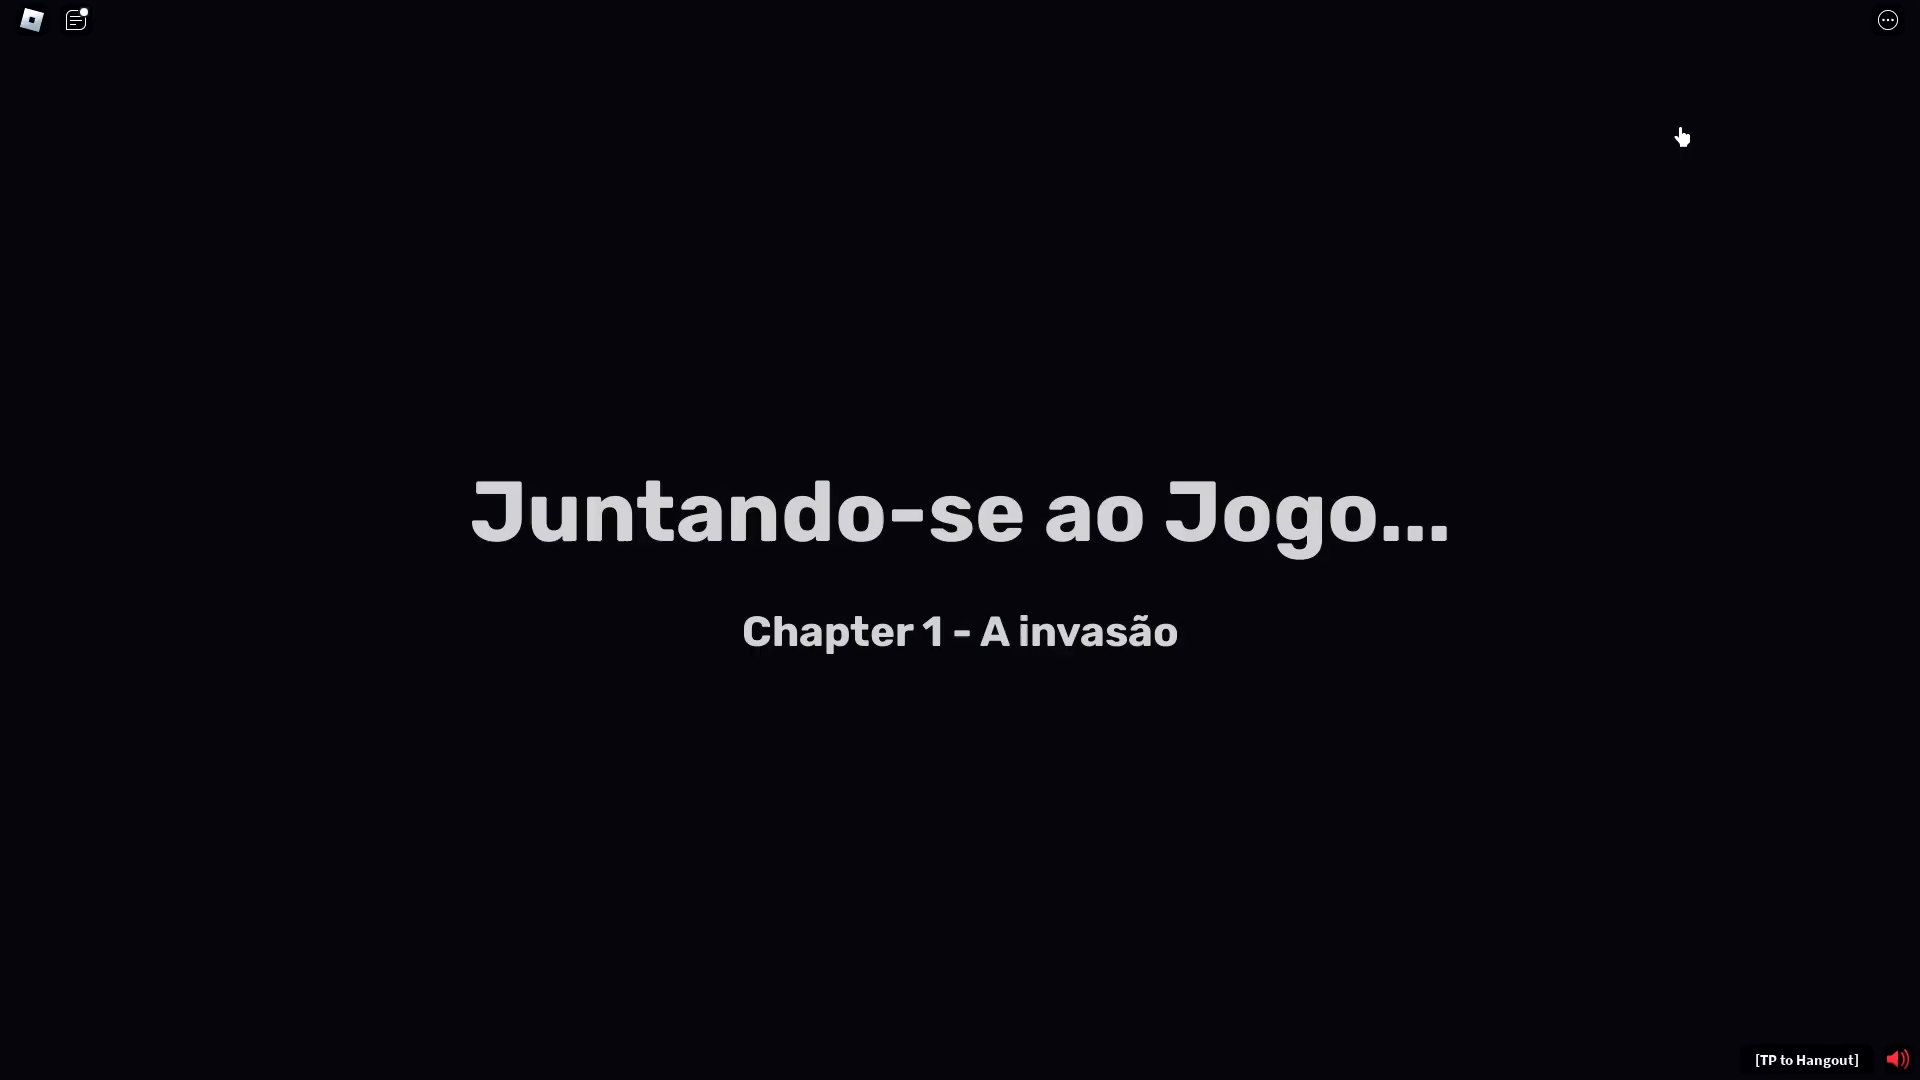 Juntando-se ao Jogo...
Chapter 1 - A invasão
[TP to Hangout]